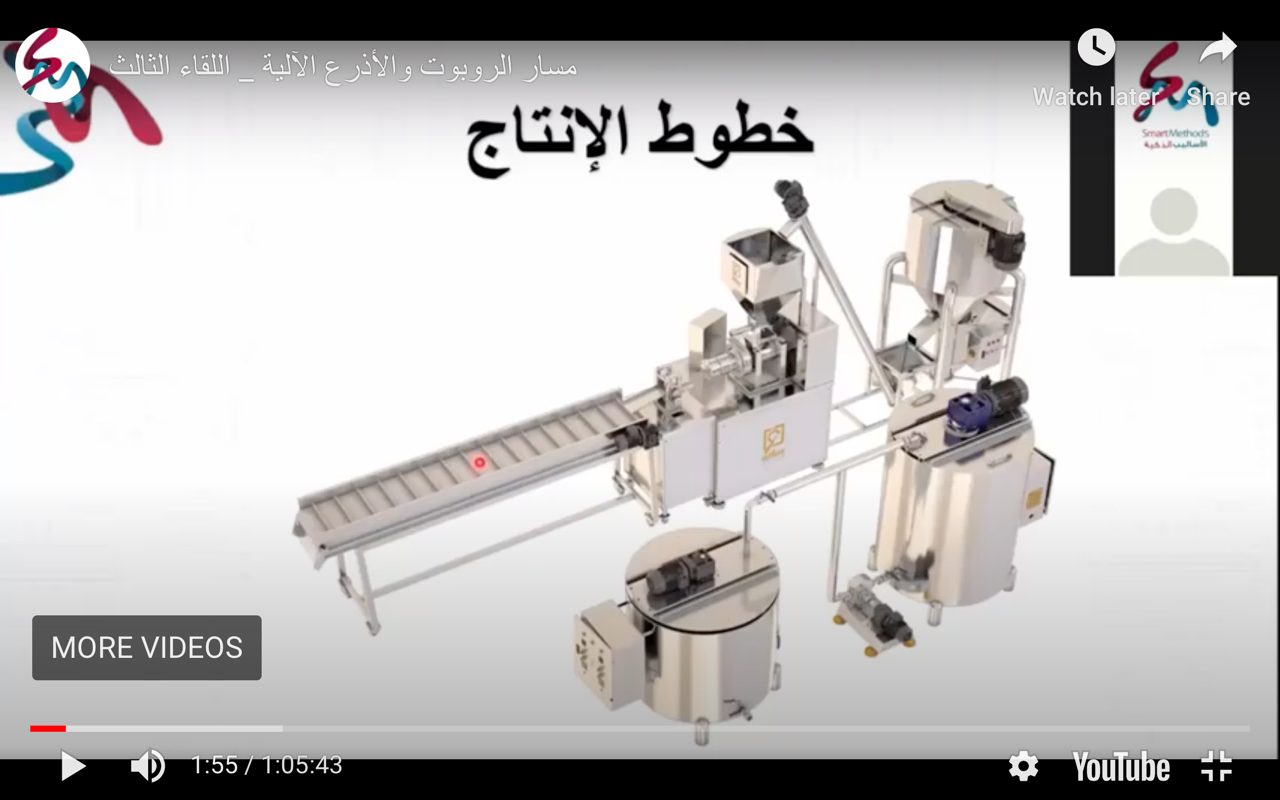 مسار الروبوت والأذرع الآلية _ اللقاء الثالث
Watch later
Share
خطوط الإنتاج
SmartMethods
الأساليب الذكية
MORE VIDEOS
1:55 / 1:05:43
YouTube